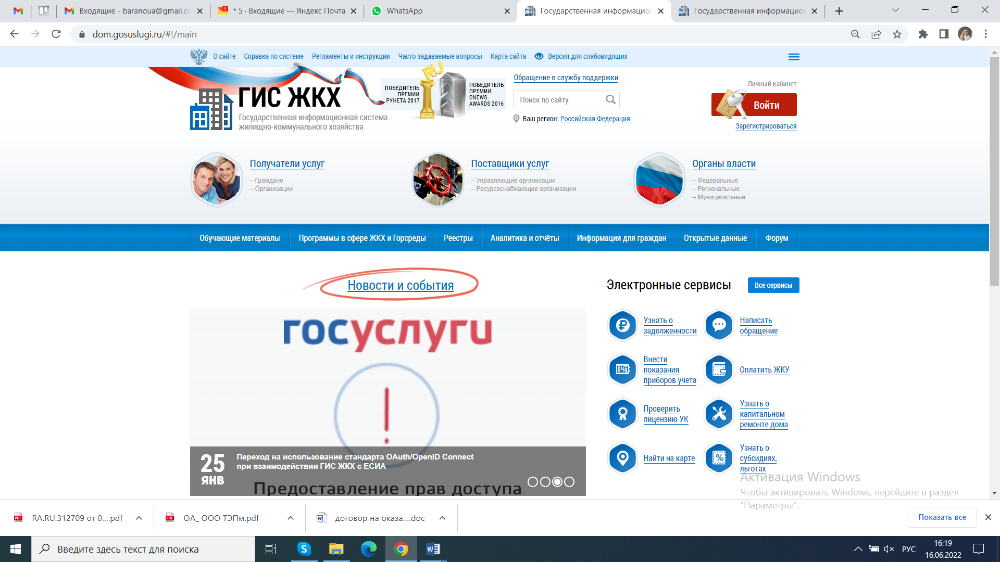 Входящие - baranoua@gmail.co
* 5 · Входящие — Яндекс Почта
WhatsApp
Государственная информацион
Государственная информацион
dom.gosuslugi.ru/#!/main
О сайте
Справка по системе
Регламенты и инструкции
Часто задаваемые вопросы
Карта сайта
Версия для слабовидящих
ГИС ЖКХ
Государственная информационная система
жилищно-коммунального хозяйства
ПОБЕДИТЕЛЬ
ПРЕМИИ
РУНЕТА 2017
RU
ПОБЕДИТЕЛЬ
ПРЕМИИ
CNEWS
AWARDS 2016
Обращение в службу поддержки
Поиск по сайту
Ваш регион: Российская Федерация
Личный кабинет
Войти
Зарегистрироваться
Получатели услуг
– Граждане
– Организации
Поставщики услуг
– Управляющие организации
– Ресурсоснабжающие организации
Органы власти
– Федеральные
– Региональные
– Муниципальные
Обучающие материалы
Программы в сфере ЖКХ и Горсреды
Реестры
Аналитика и отчёты
Информация для граждан
Открытые данные
Форум
Новости и события
госуслуги
25
ЯНВ
Переход на использование стандарта OAuth/OpenID Connect
при взаимодействии ГИС ЖКХ с ЕСИА
Предоставление прав доступа
Электронные сервисы
Все сервисы
Узнать о
задолженности
Написать
обращение
Внести
показания
приборов учета
Оплатить ЖКУ
Проверить
лицензию УК
Узнать о
капитальном
ремонте дома
Найти на карте
Узнать о
субсидиях,
льготах
Активация Windows
Чтобы активировать Windows, перейдите в раздел
"Параметры".
RA.RU.312709 от 0....pdf
ОА_ ООО ТЭПм.pdf
договор на оказа....doc
Показать все
Введите здесь текст для поиска
РУС
16:19
16.06.2022